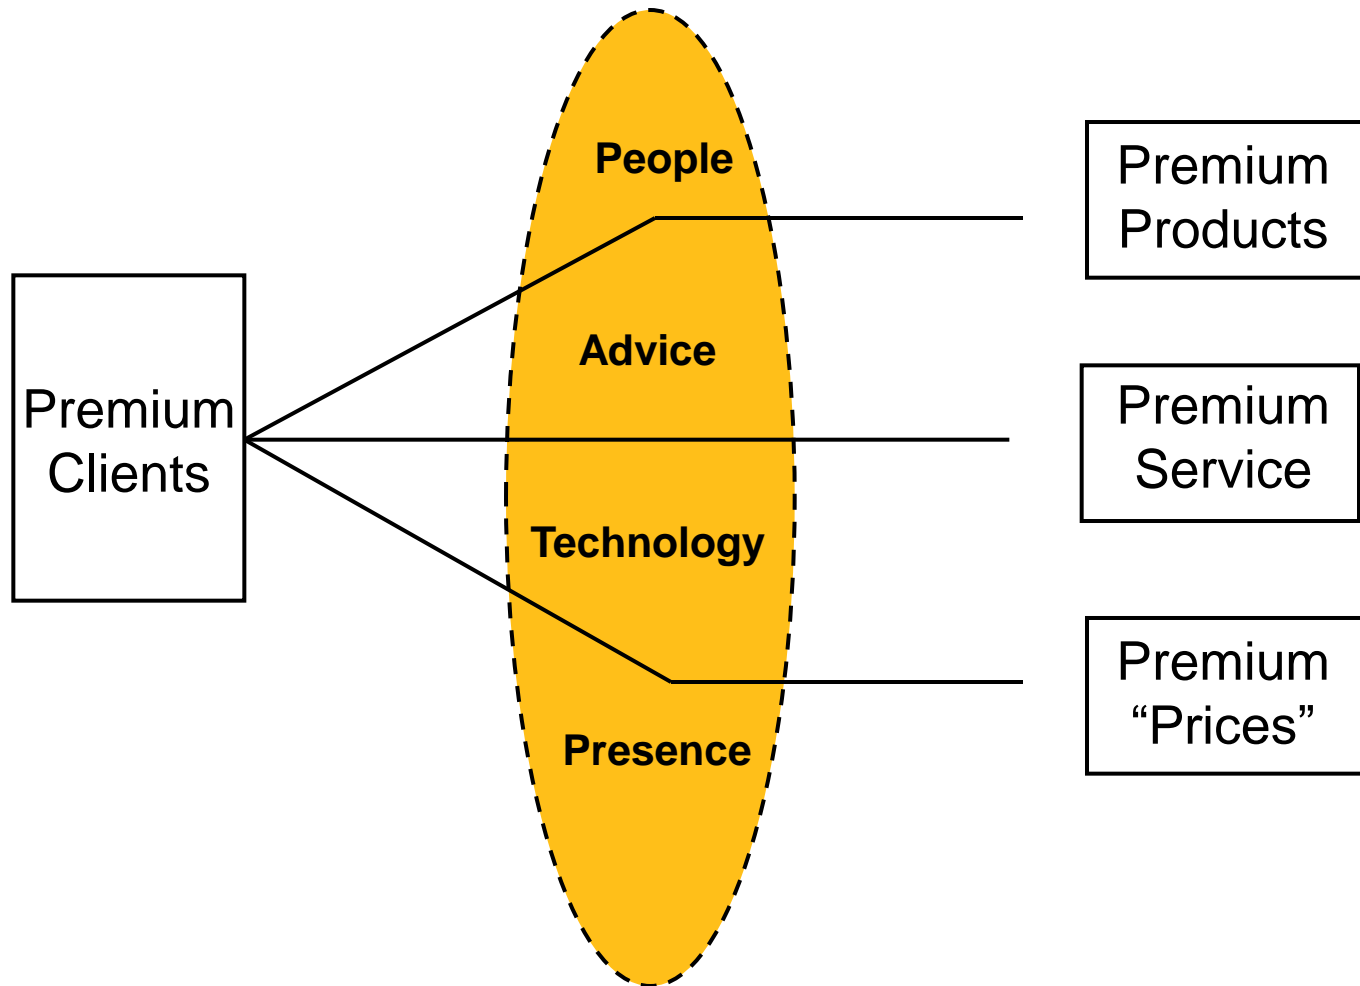 Premium
Clients
People
Advice
Technology
Presence
Premium
Products
Premium
Service
Premium
“Prices”